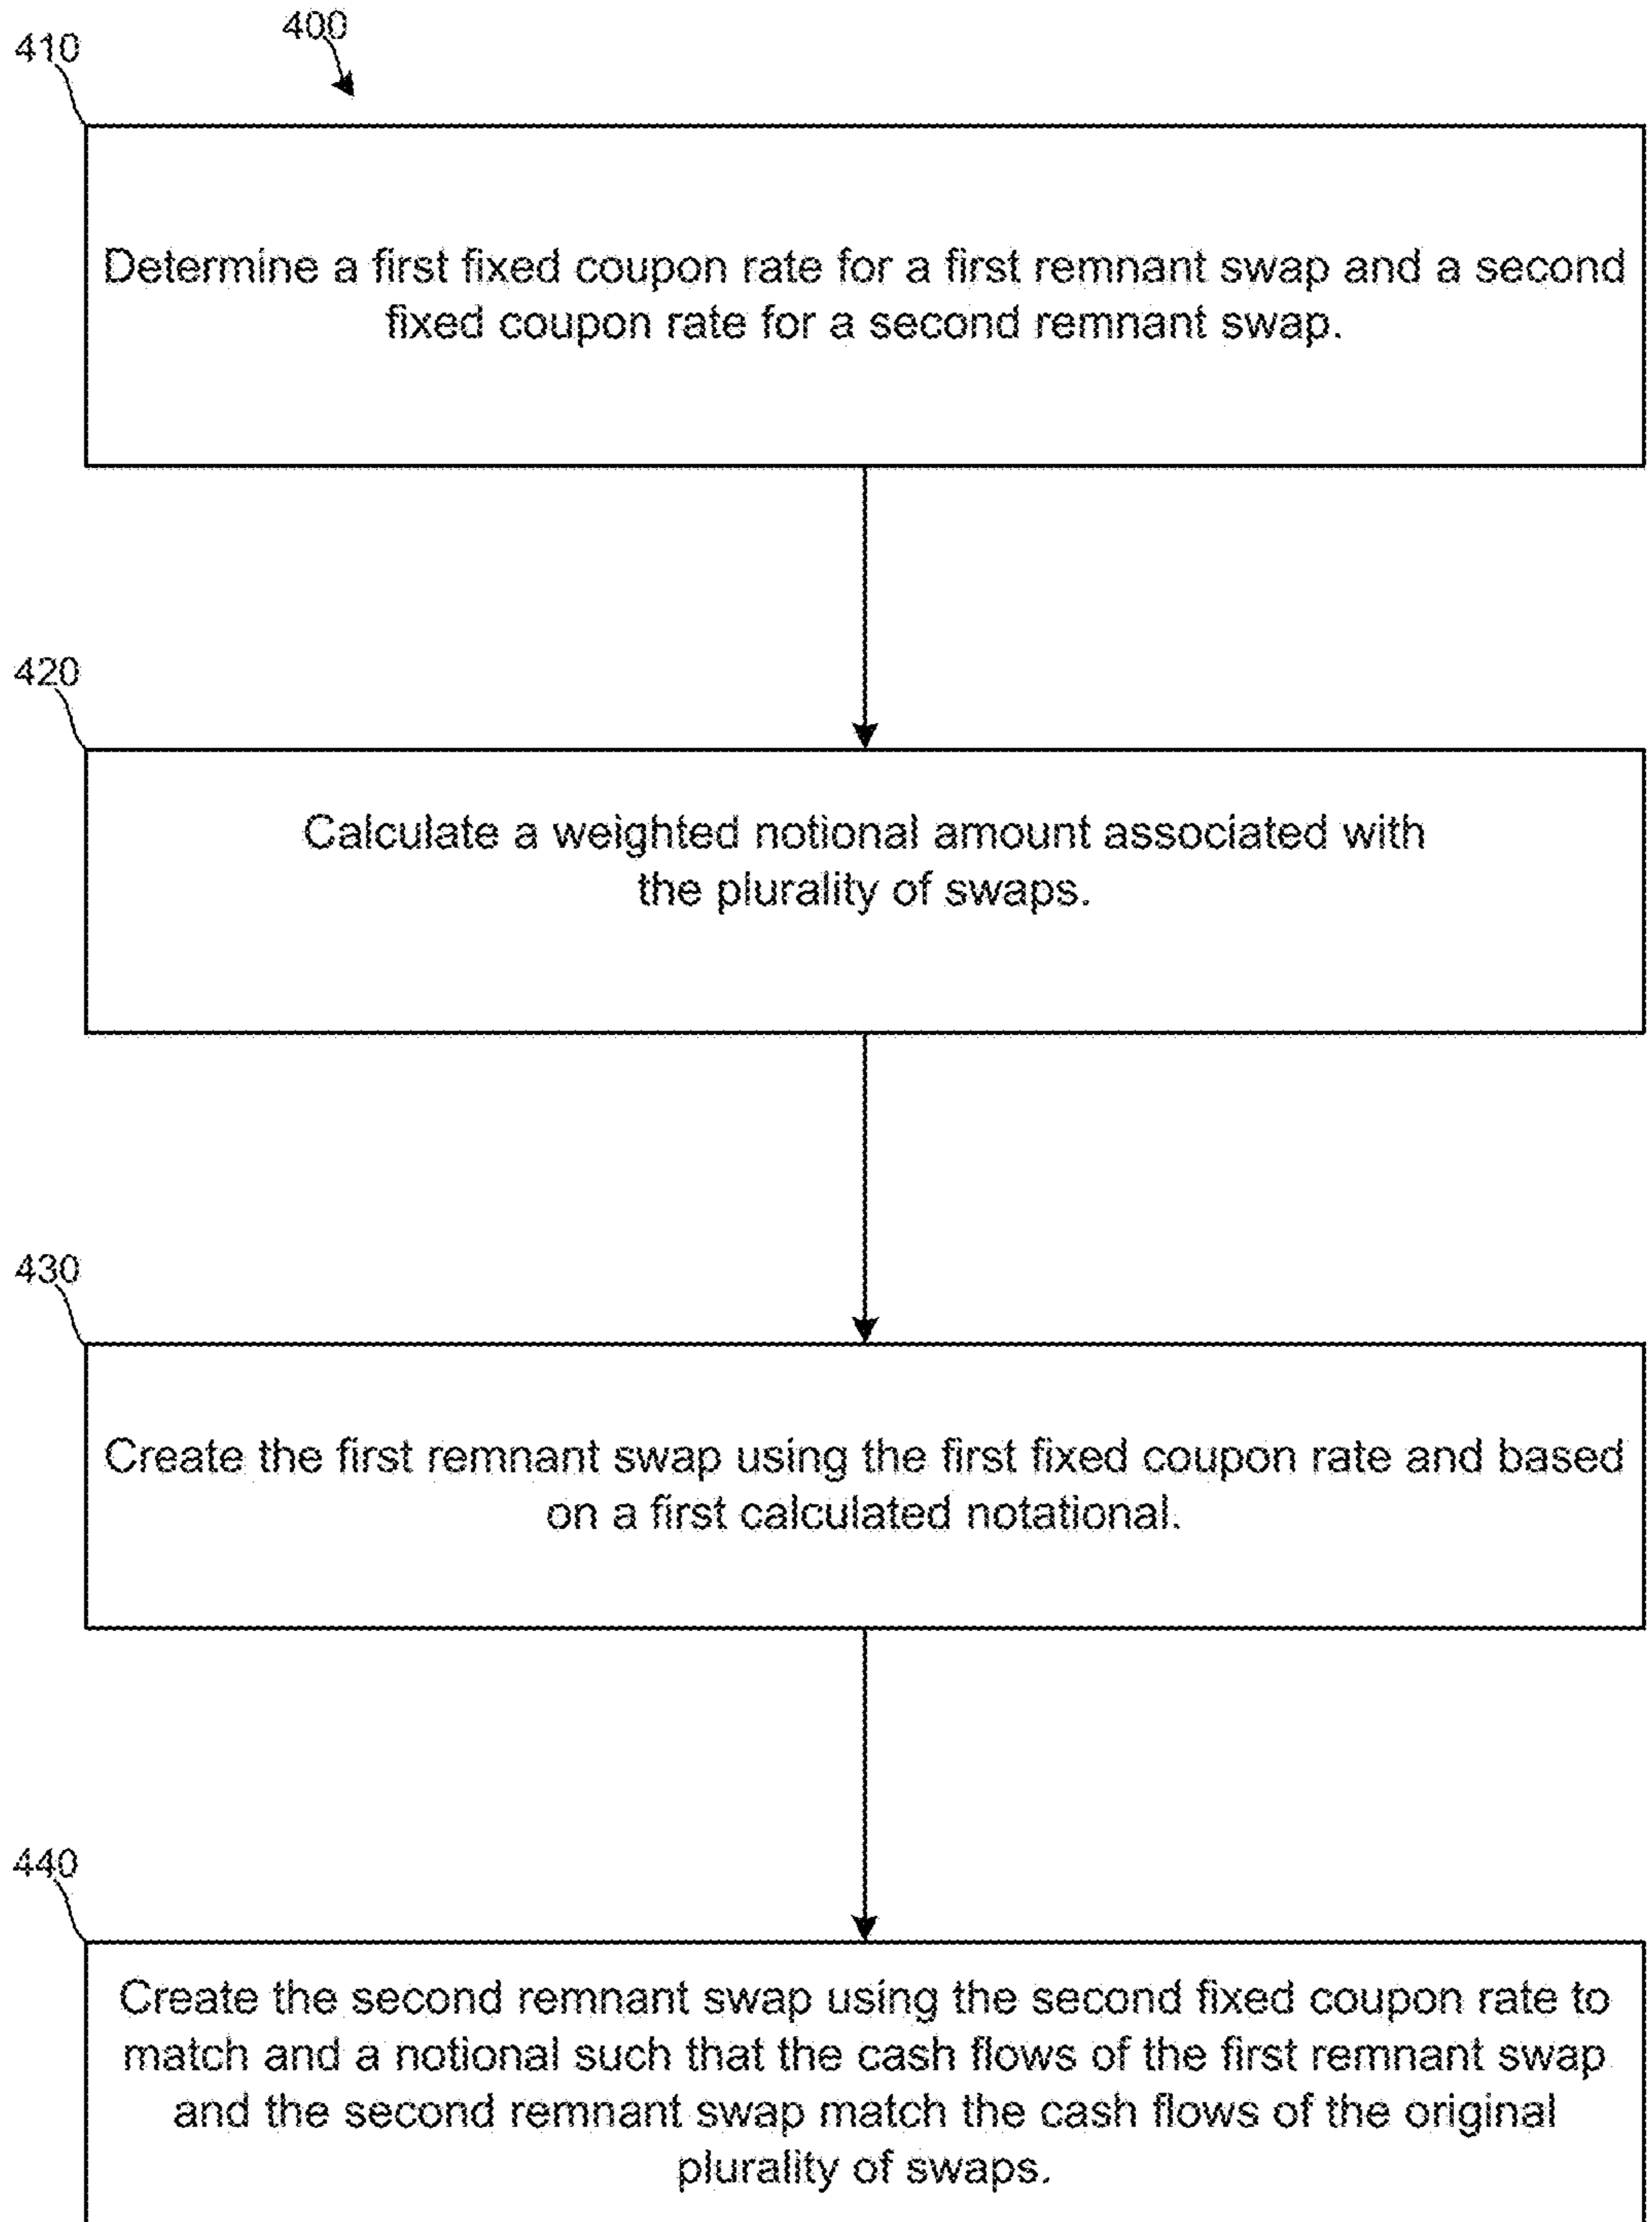 400
410
Determine a first fixed coupon rate for a first remnant swap and a second
fixed coupon rate for a second remnant swap.
420
Calculate a weighted notional amount associated with
the plurality of swaps.
430
Create the first remnant swap using the first fixed coupon rate and based
on a first calculated notational.
440
Create the second remnant swap using the second fixed coupon rate to
match and a notional such that the cash flows of the first remnant swap
and the second remnant swap match the cash flows of the original
plurality of swaps.